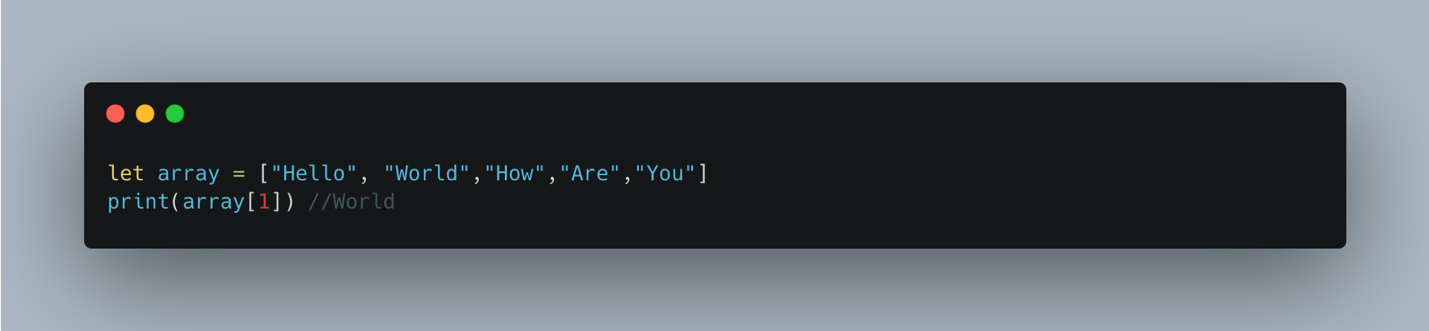 let array = ["Hello", "World","How","Are","You"]
print(array[1]) //World